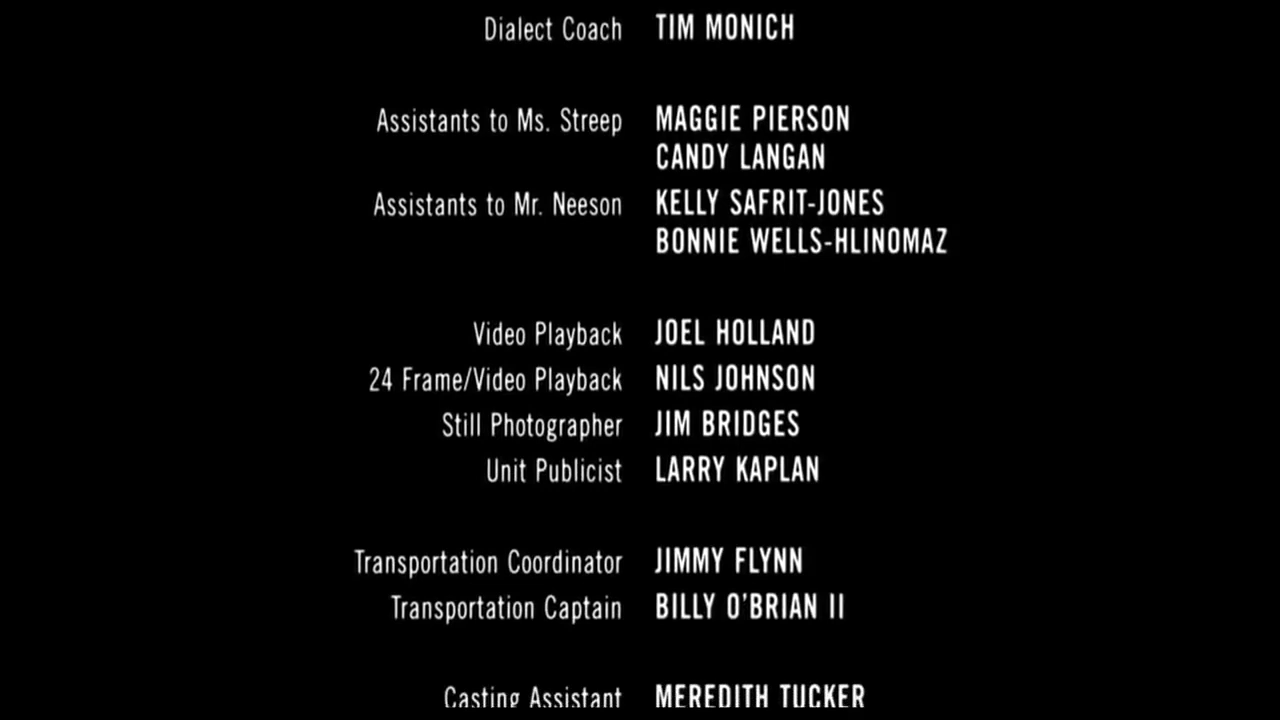 Dialect Coach TIM MONICH
Assistants to Ms. Streep MAGGIE PIERSON
CANDY LANGAN
Assistants to Mr. Neeson KELLY SAFRIT-JONES
BONNIE WELLS-HLINOMAZ
Video Playback JOEL HOLLAND
24 Frame/Video Playback NILS JOHNSON
Still Photographer JIM BRIDGES
Unit Publicist LARRY KAPLAN
Transportation Coordinator JIMMY FLYNN
Transportation Captain BILLY O'BRIAN II
Casting Assistant MEREDITH TUCKER